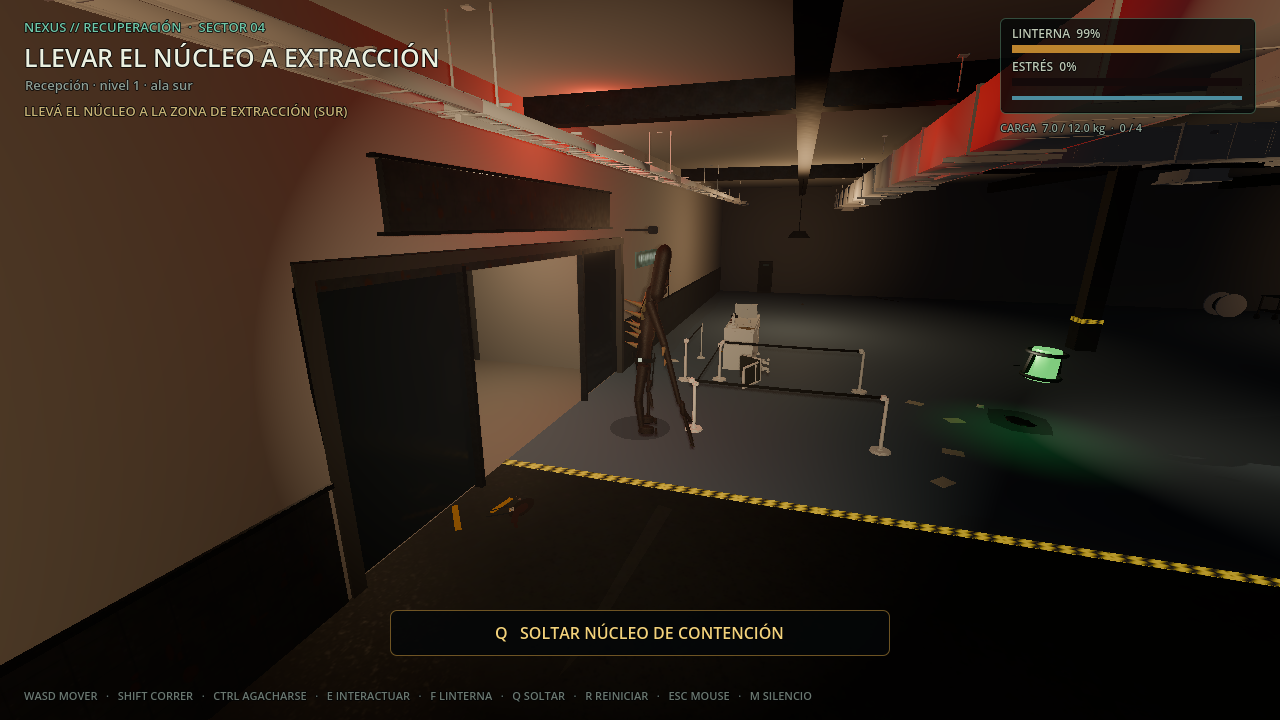 NEXUS // RECUPERACIÓN · SECTOR 04
LLEVAR EL NÚCLEO A EXTRACCIÓN
Recepción · nivel 1 · ala sur
LLEVÁ EL NÚCLEO A LA ZONA DE EXTRACCIÓN (SUR)
LINTERNA 99%
ESTRÉS 0%
CARGA 7.0 / 12.0 kg · 0 / 4
Q SOLTAR NÚCLEO DE CONTENCIÓN
WASD MOVER · SHIFT CORRER · CTRL AGACHARSE · E INTERACTUAR · F LINTERNA · Q SOLTAR · R REINICIAR · ESC MOUSE · M SILENCIO